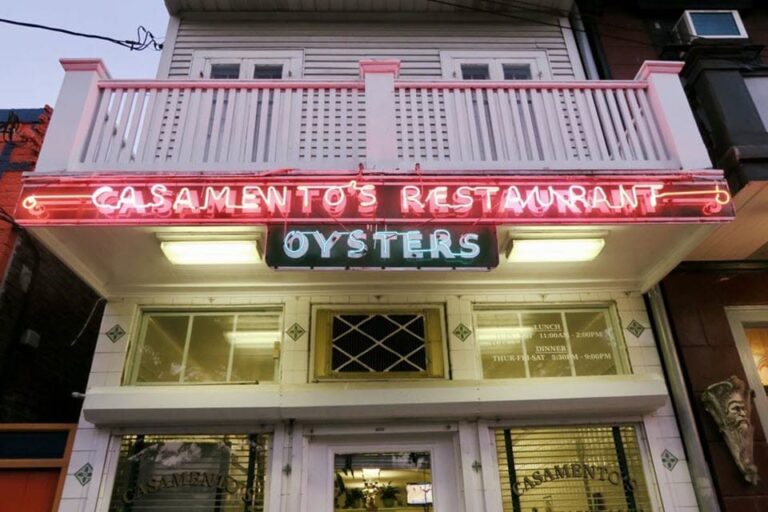 CASAMENTO'S RESTAURANT
OYSTERS
LUNCH
11:00AM - 2:00PM
DINNER
THUR-FRI-SAT 5:30PM - 9:00PM
CASAMENTO'S
CASAMENTO'S